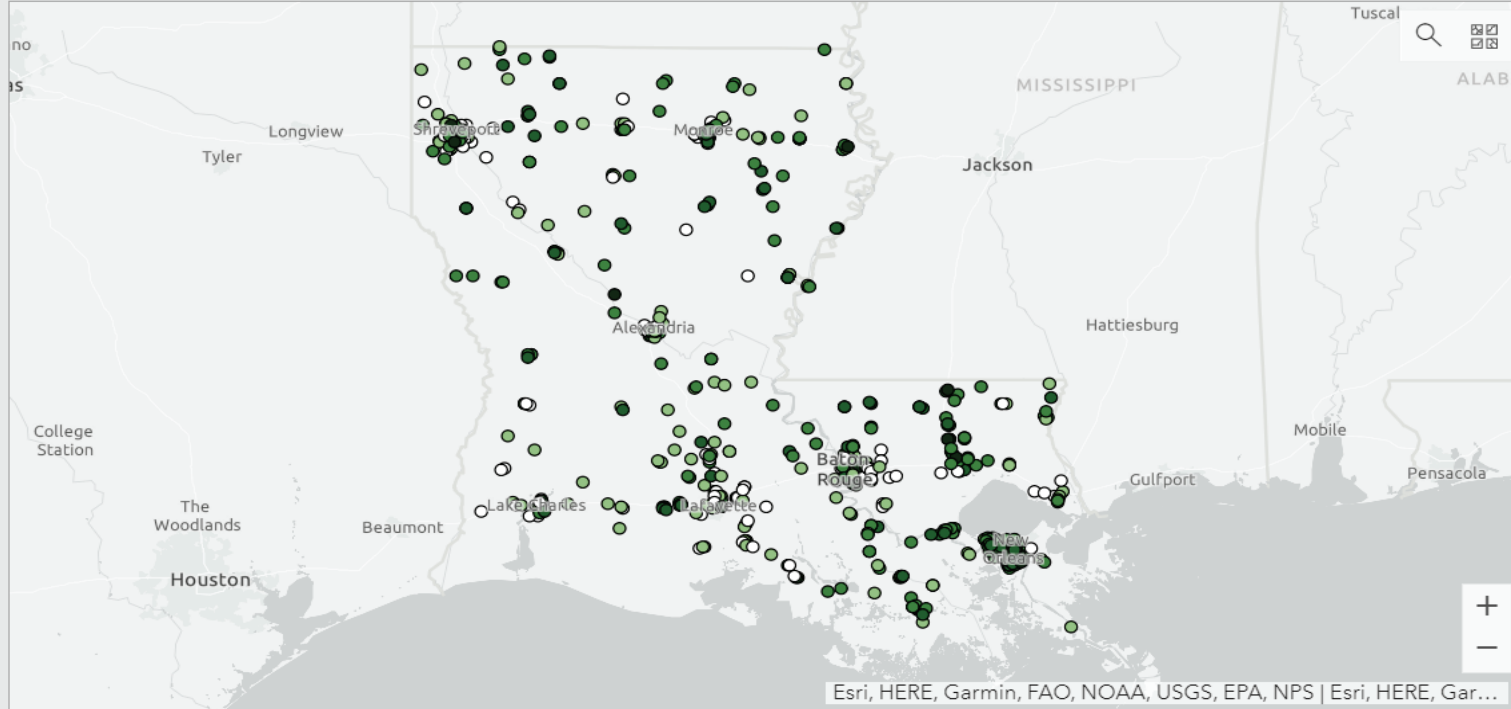 Tuscal
no
as
MISSISSIPPI
ALAB
Longview
Shreveport
Monroe
Tyler
Jackson
Alexandria
Hattiesburg
College
Station
Mobile
Baton
Rouge
Pensacola
Gulfport
The
Woodlands
Lake Charles
Lafayette
Beaumont
New
Orleans
Houston
+
−
Esri, HERE, Garmin, FAO, NOAA, USGS, EPA, NPS | Esri, HERE, Gar...